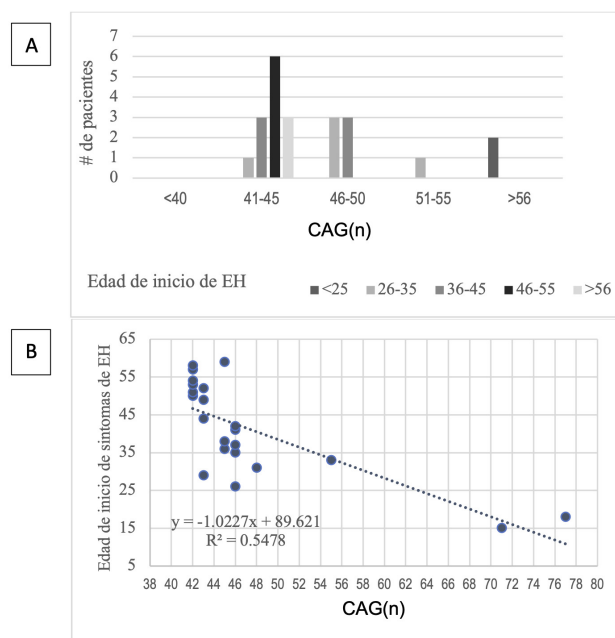 A
7
6
5
4
3
2
1
0
# de pacientes
<40 41-45 46-50 51-55 >56
CAG(n)
Edad de inicio de EH
<25 26-35 36-45 46-55 >56
B
65
55
45
35
25
15
5
Edad de inicio de síntomas de EH
y = -1.0227x + 89.621
R² = 0.5478
38 40 42 44 46 48 50 52 54 56 58 60 62 64 66 68 70 72 74 76 78 80
CAG(n)